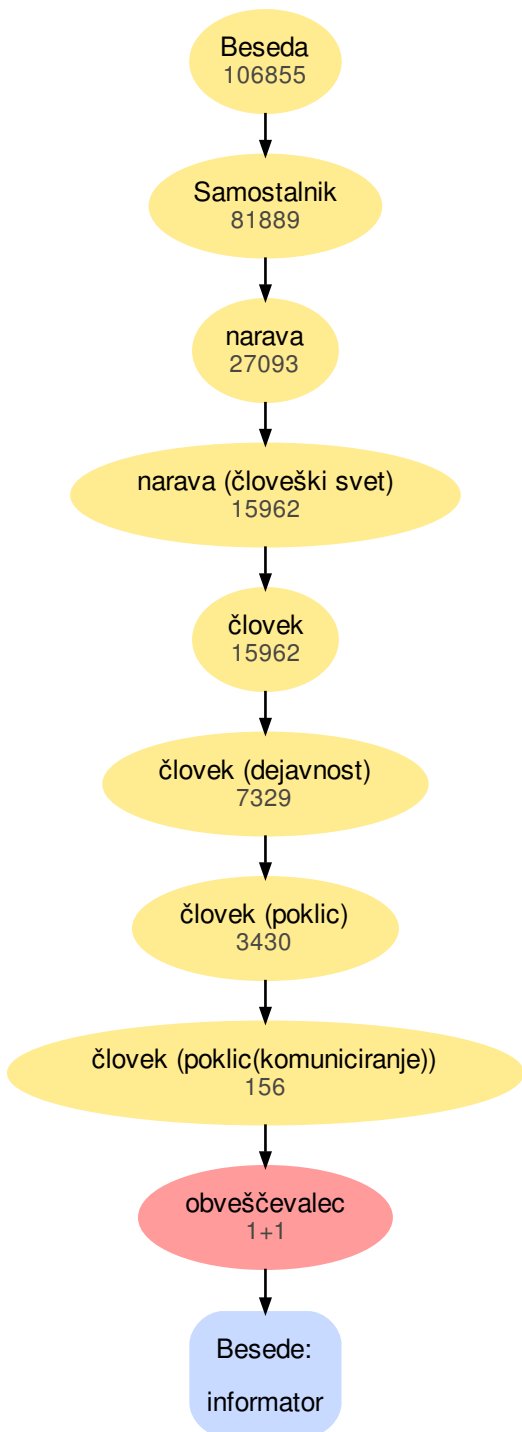 Beseda
106855
Samostalnik
81889
narava
27093
narava (človeški svet)
15962
človek
15962
človek (dejavnost)
7329
človek (poklic)
3430
človek (poklic(komuniciranje))
156
obveščevalec
1+1
Besede:
informator